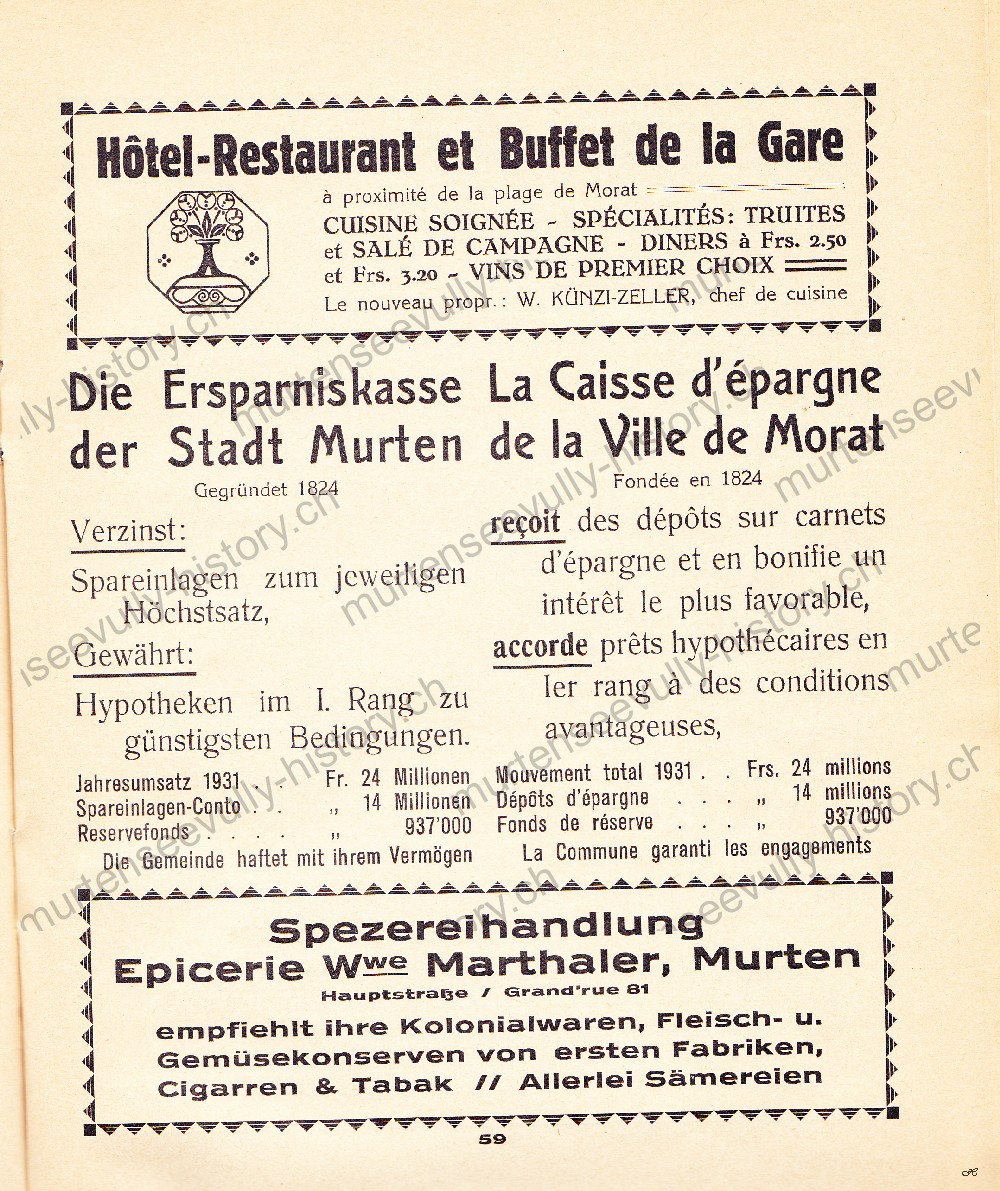 Hôtel-Restaurant et Buffet de la Gare
à proximité de la plage de Morat
CUISINE SOIGNÉE - SPÉCIALITÉS: TRUITES
et SALÉ DE CAMPAGNE - DINERS à Frs. 2.50
et Frs. 3.20 - VINS DE PREMIER CHOIX
Le nouveau propr.: W. KÜNZI-ZELLER, chef de cuisine
Die Ersparniskasse
der Stadt Murten
Gegründet 1824
Verzinst:
Spareinlagen zum jeweiligen
Höchstsatz,
Gewährt:
Hypotheken im I. Rang zu
günstigsten Bedingungen.
Jahresumsatz 1931 . . Fr. 24 Millionen
Spareinlagen-Conto . . „ 14 Millionen
Reservefonds . . . . „ 937'000
Die Gemeinde haftet mit ihrem Vermögen
La Caisse d'épargne
de la Ville de Morat
Fondée en 1824
reçoit des dépôts sur carnets
d'épargne et en bonifie un
intérêt le plus favorable,
accorde prêts hypothécaires en
Ier rang à des conditions
avantageuses,
Mouvement total 1931 . . Frs. 24 millions
Dépôts d'épargne . . . „ 14 millions
Fonds de réserve . . . „ 937'000
La Commune garanti les engagements
Spezereihandlung
Epicerie Wwe Marthaler, Murten
Hauptstraße / Grand'rue 81
empfiehlt ihre Kolonialwaren, Fleisch- u.
Gemüsekonserven von ersten Fabriken,
Cigarren & Tabak // Allerlei Sämereien
59
murtenseevully-history.ch